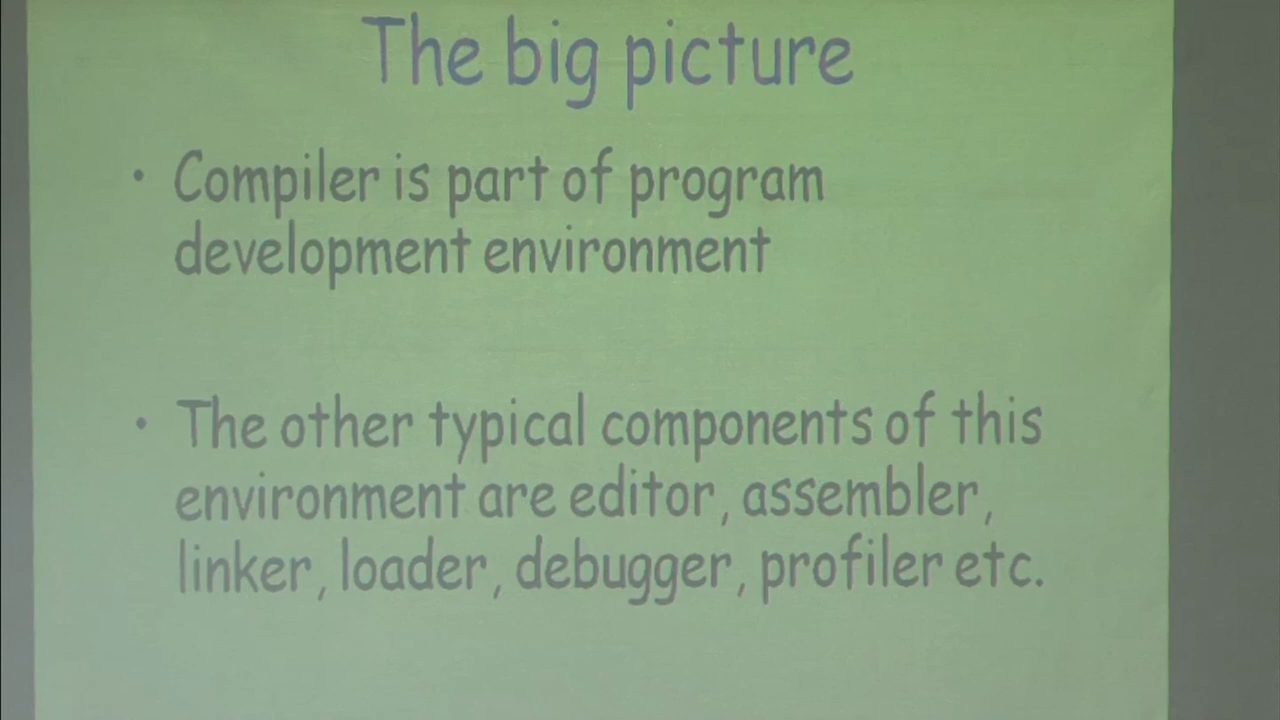 The big picture
• Compiler is part of program
development environment
• The other typical components of this
environment are editor, assembler,
linker, loader, debugger, profiler etc.